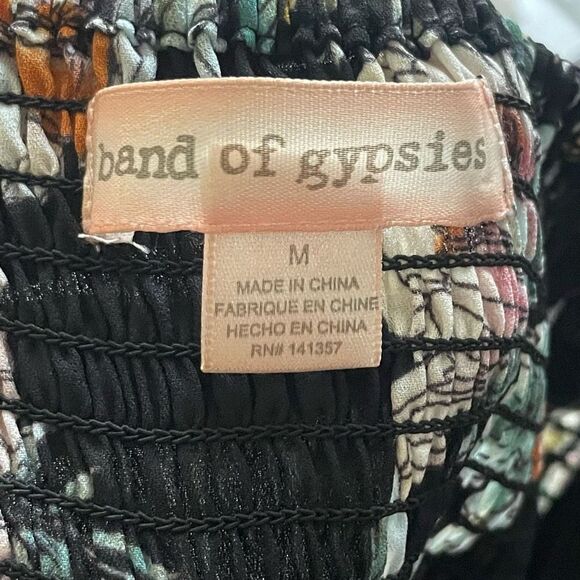 band of gypsies
M
MADE IN CHINA
FABRIQUE EN CHINE
HECHO EN CHINA
RN# 141357